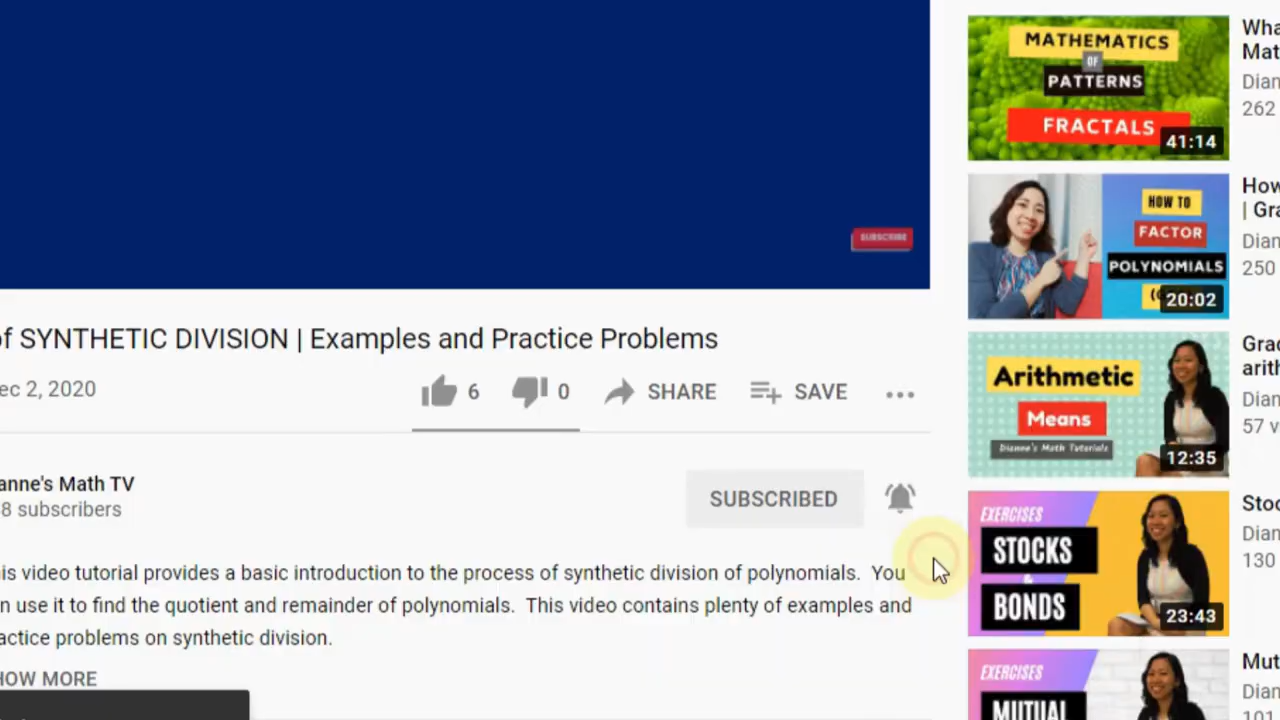 SUBSCRIBE
of SYNTHETIC DIVISION | Examples and Practice Problems
ec 2, 2020
6
0
SHARE
SAVE
anne's Math TV
8 subscribers
SUBSCRIBED
is video tutorial provides a basic introduction to the process of synthetic division of polynomials. You
n use it to find the quotient and remainder of polynomials. This video contains plenty of examples and
actice problems on synthetic division.
HOW MORE
MATHEMATICS
OF
PATTERNS
FRACTALS
41:14
Wha
Mat
Dian
262
HOW TO
FACTOR
POLYNOMIALS
20:02
How
| Gra
Dian
250
Arithmetic
Means
Dianne's Math Tutorials
12:35
Grad
arith
Dian
57 v
EXERCISES
STOCKS
&
BONDS
23:43
Stoc
Dian
130
EXERCISES
MUTUAL
Mut
Dian
101